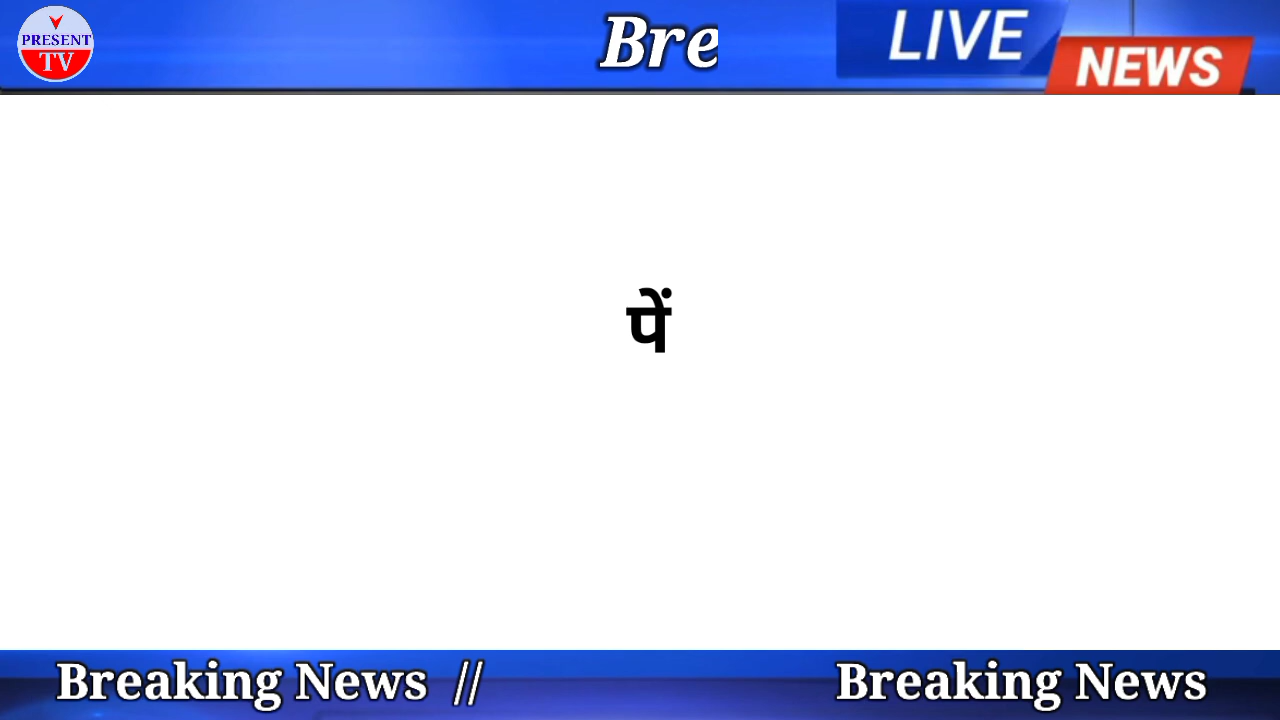 PRESENT
TV
Bre
LIVE
NEWS
पें
Breaking News // Breaking News